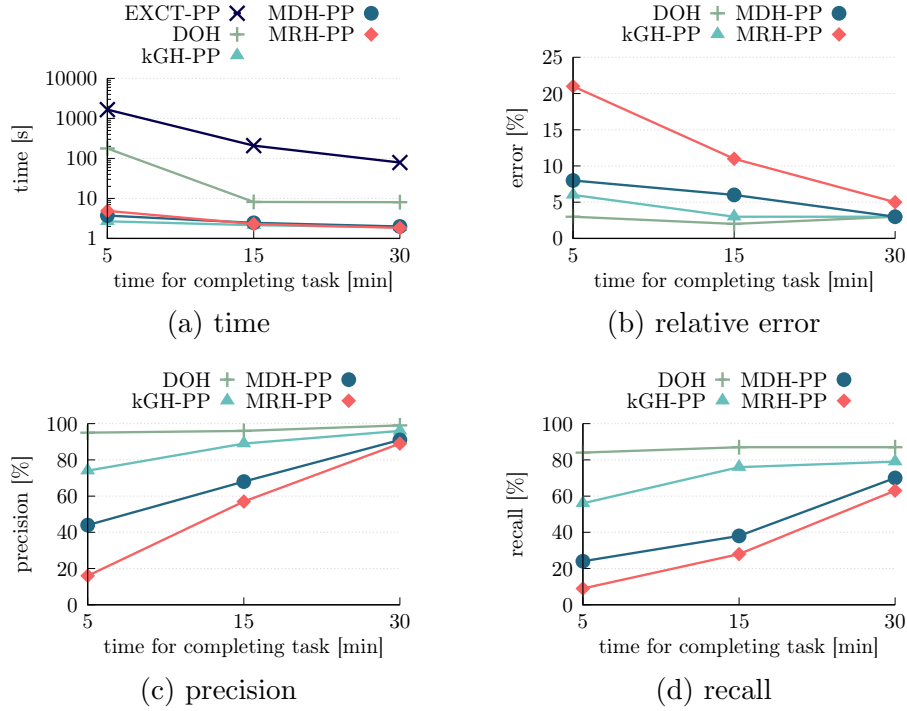 EXCT-PP MDH-PP
DOH MRH-PP
kGH-PP
10000
1000
100
10
1
time [s]
5 15 30
time for completing task [min]
(a) time
DOH MDH-PP
kGH-PP MRH-PP
25
20
15
10
5
0
error [%]
5 15 30
time for completing task [min]
(b) relative error
DOH MDH-PP
kGH-PP MRH-PP
100
80
60
40
20
0
precision [%]
5 15 30
time for completing task [min]
(c) precision
DOH MDH-PP
kGH-PP MRH-PP
100
80
60
40
20
0
recall [%]
5 15 30
time for completing task [min]
(d) recall